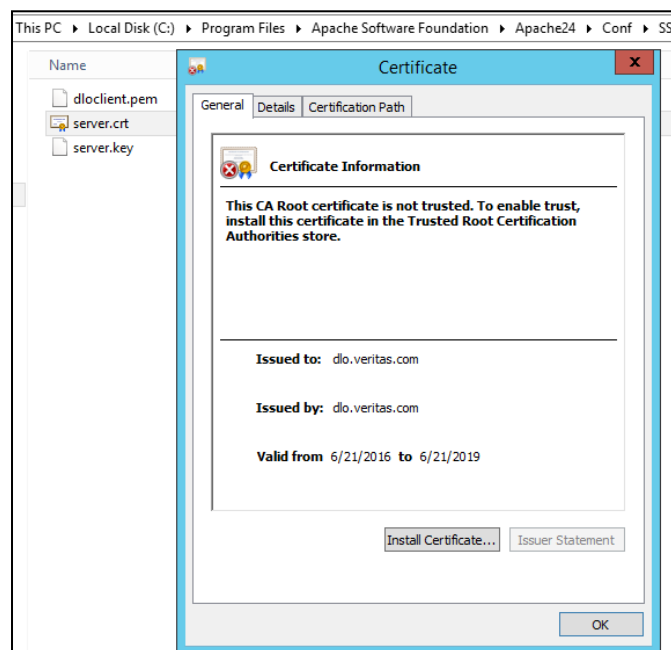 This PC ▸ Local Disk (C:) ▸ Program Files ▸ Apache Software Foundation ▸ Apache24 ▸ Conf ▸
Name
dloclient.pem
server.crt
server.key
Certificate
x
General Details Certification Path
Certificate Information
This CA Root certificate is not trusted. To enable trust,
install this certificate in the Trusted Root Certification
Authorities store.
Issued to: dlo.veritas.com
Issued by: dlo.veritas.com
Valid from 6/21/2016 to 6/21/2019
Install Certificate... Issuer Statement
OK